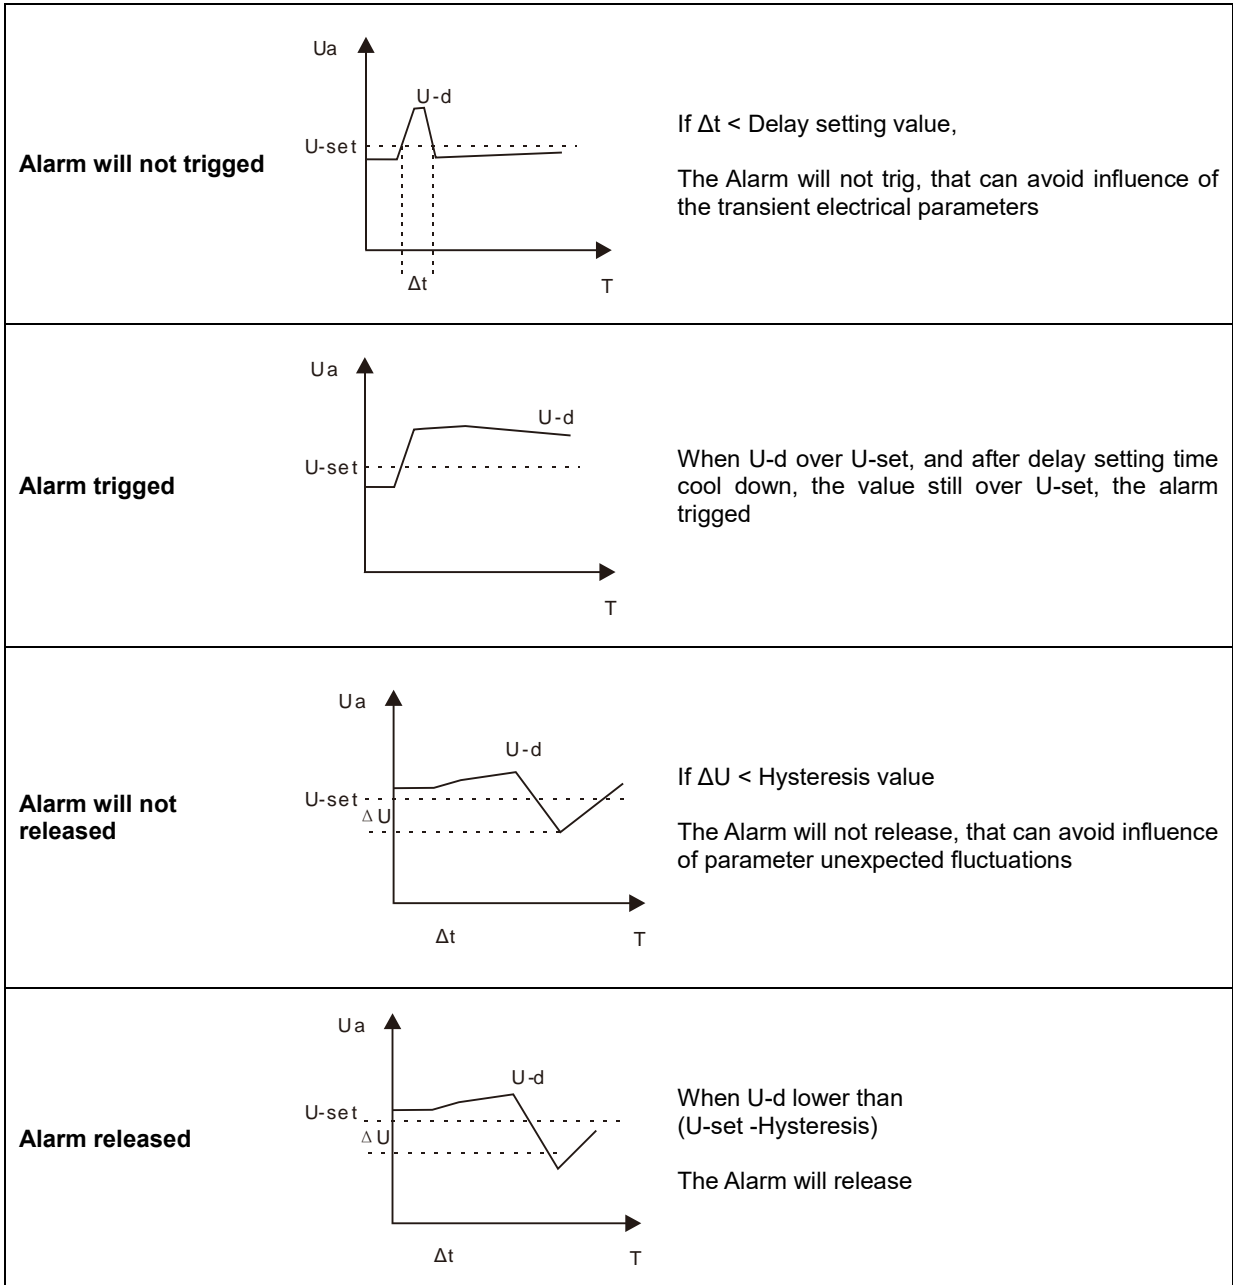 Ua
U-d
U-set
Δt
T
Alarm will not trigged
If Δt < Delay setting value,
The Alarm will not trig, that can avoid influence of
the transient electrical parameters
Ua
U-d
U-set
T
Alarm trigged
When U-d over U-set, and after delay setting time
cool down, the value still over U-set, the alarm
trigged
Ua
U-d
U-set
Δ U
Δt
T
Alarm will not
released
If ΔU < Hysteresis value
The Alarm will not release, that can avoid influence
of parameter unexpected fluctuations
Ua
U-d
U-set
Δ U
Δt
T
Alarm released
When U-d lower than
(U-set -Hysteresis)
The Alarm will release